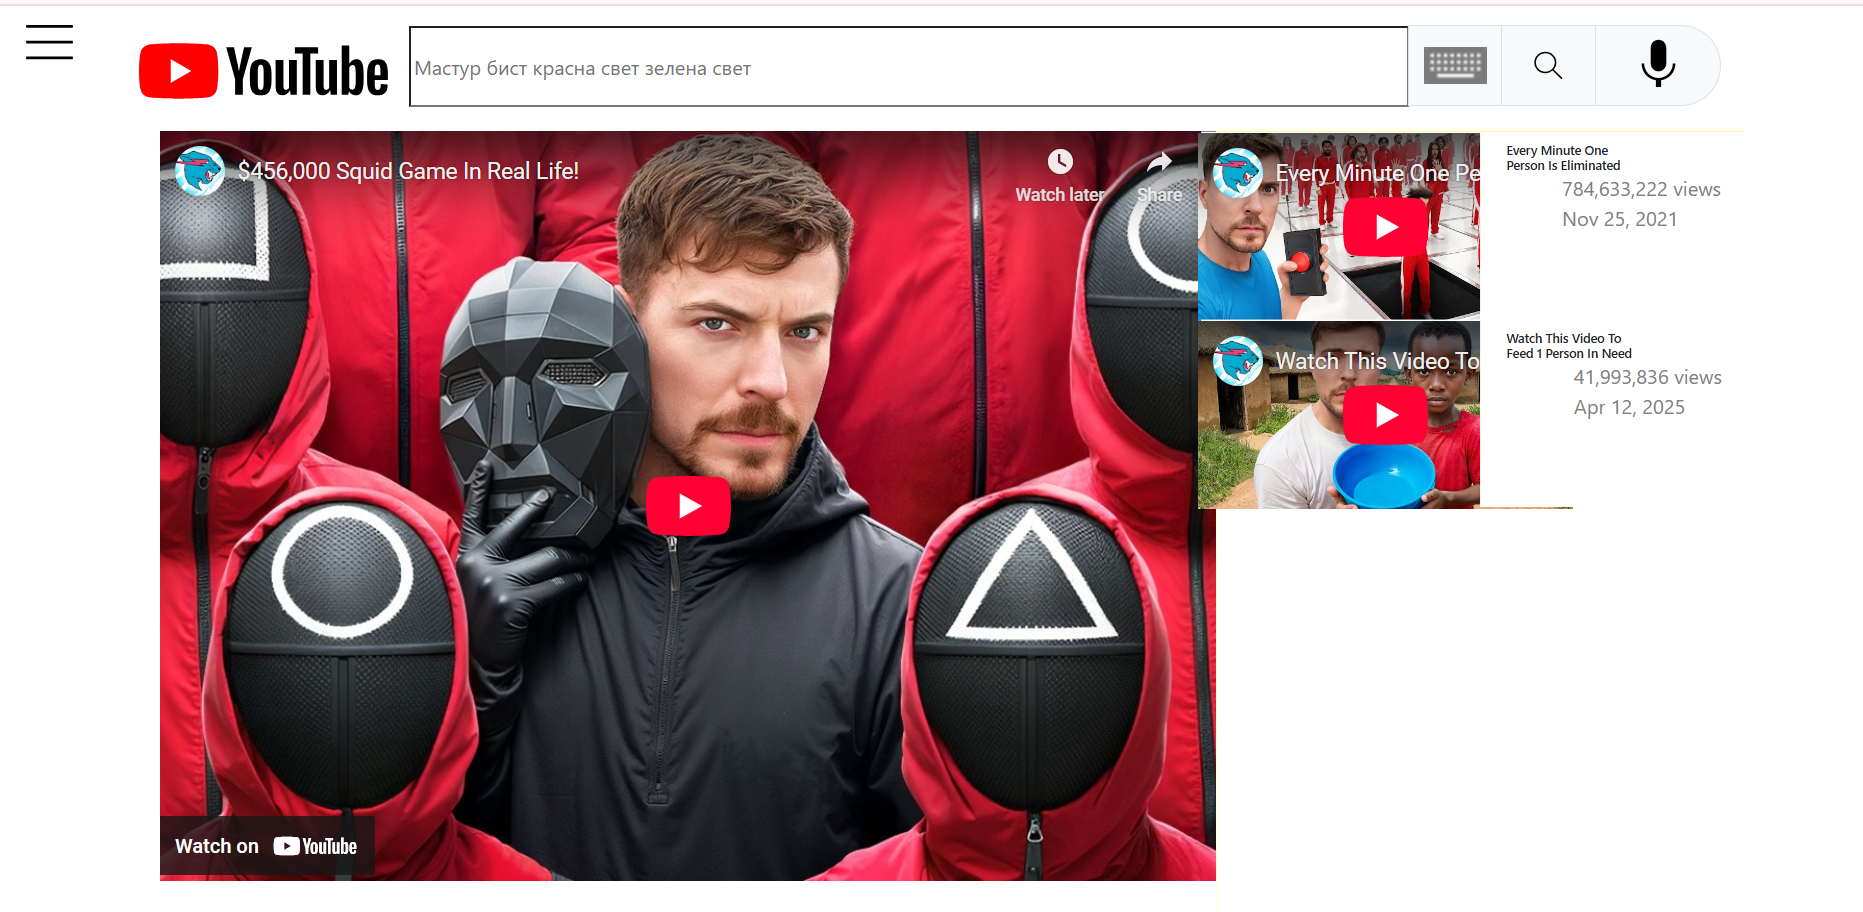 YouTube
Мастур бист красна свет зелена свет
$456,000 Squid Game In Real Life!
Watch later
Share
Watch on YouTube
Every Minute One Pe
Every Minute One
Person Is Eliminated
784,633,222 views
Nov 25, 2021
Watch This Video To
Watch This Video To
Feed 1 Person In Need
41,993,836 views
Apr 12, 2025